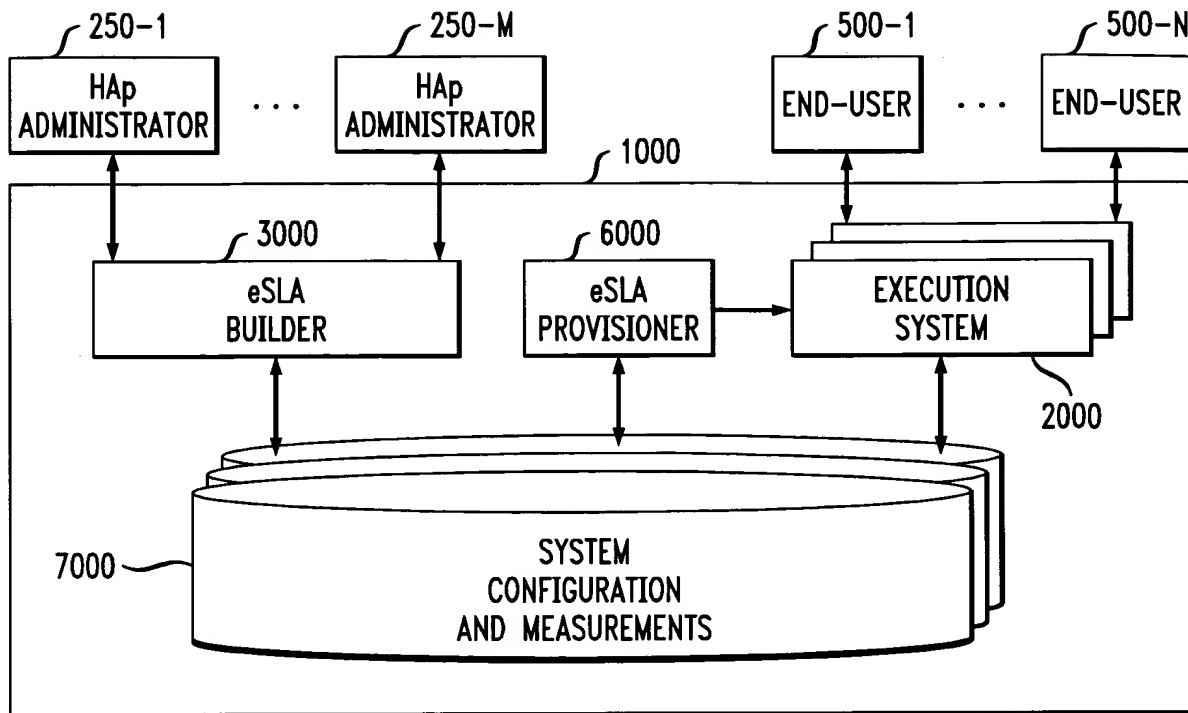 250-1
250-M
500-1
500-N
HAp
ADMINISTRATOR
. . .
HAp
ADMINISTRATOR
END-USER
. . .
END-USER
1000
3000
6000
eSLA
BUILDER
eSLA
PROVISIONER
EXECUTION
SYSTEM
2000
7000
SYSTEM
CONFIGURATION
AND MEASUREMENTS